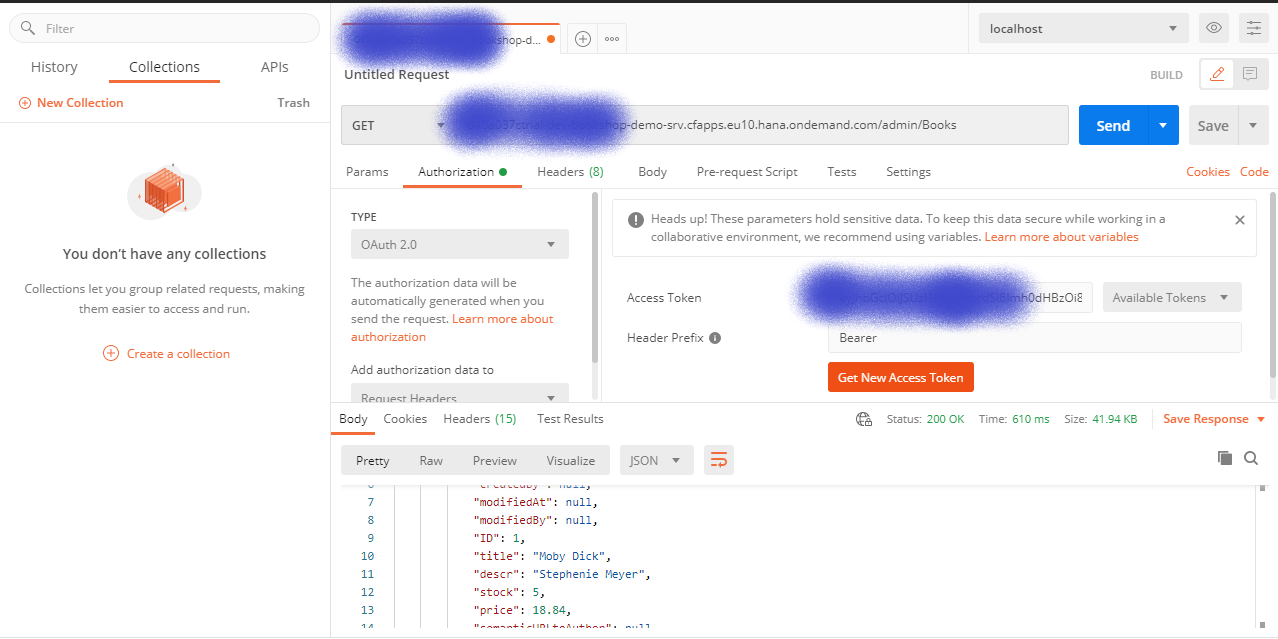 Filter
History Collections APIs
New Collection Trash
You don't have any collections
Collections let you group related requests, making
them easier to access and run.
Create a collection
kshop-d...
localhost
Untitled Request
BUILD
GET
shop-demo-srv.cfapps.eu10.hana.ondemand.com/admin/Books
Send
Save
Params Authorization Headers (8) Body Pre-request Script Tests Settings
Cookies Code
TYPE
OAuth 2.0
The authorization data will be
automatically generated when you
send the request. Learn more about
authorization
Add authorization data to
Request Headers
Heads up! These parameters hold sensitive data. To keep this data secure while working in a
collaborative environment, we recommend using variables. Learn more about variables
Access Token
mh0dHBzOi8
Available Tokens
Header Prefix
Bearer
Get New Access Token
Body Cookies Headers (15) Test Results
Status: 200 OK Time: 610 ms Size: 41.94 KB Save Response
Pretty Raw Preview Visualize JSON
6 "createdBy": null,
7 "modifiedAt": null,
8 "modifiedBy": null,
9 "ID": 1,
10 "title": "Moby Dick",
11 "descr": "Stephenie Meyer",
12 "stock": 5,
13 "price": 18.84,
14 "semanticURLtoAuthor": null